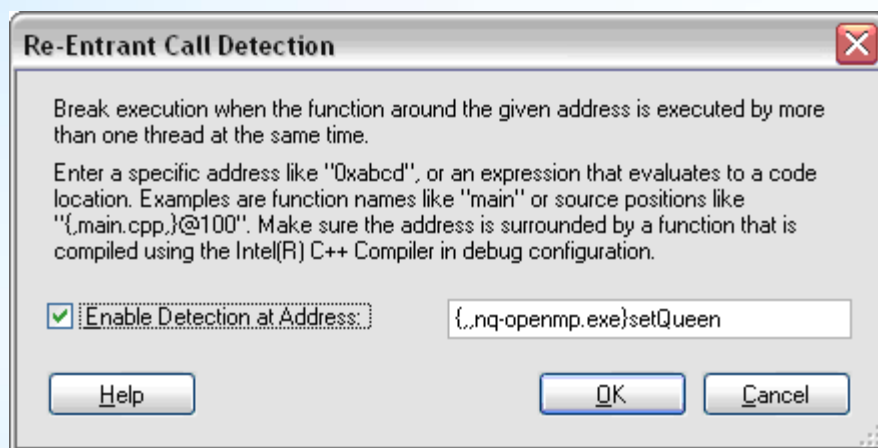 Re-Entrant Call Detection
Break execution when the function around the given address is executed by more
than one thread at the same time.
Enter a specific address like "0xabcd", or an expression that evaluates to a code
location. Examples are function names like "main" or source positions like
"{,main.cpp,}@100". Make sure the address is surrounded by a function that is
compiled using the Intel(R) C++ Compiler in debug configuration.
Enable Detection at Address: {,,nq-openmp.exe}setQueen
Help OK Cancel